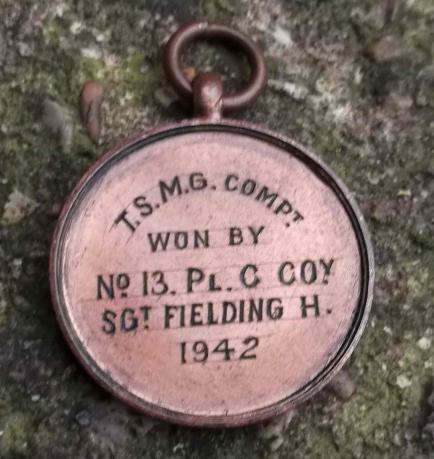 T.S.M.G. COMPT
WON BY
No 13. PL. C COY
SGT FIELDING H.
1942